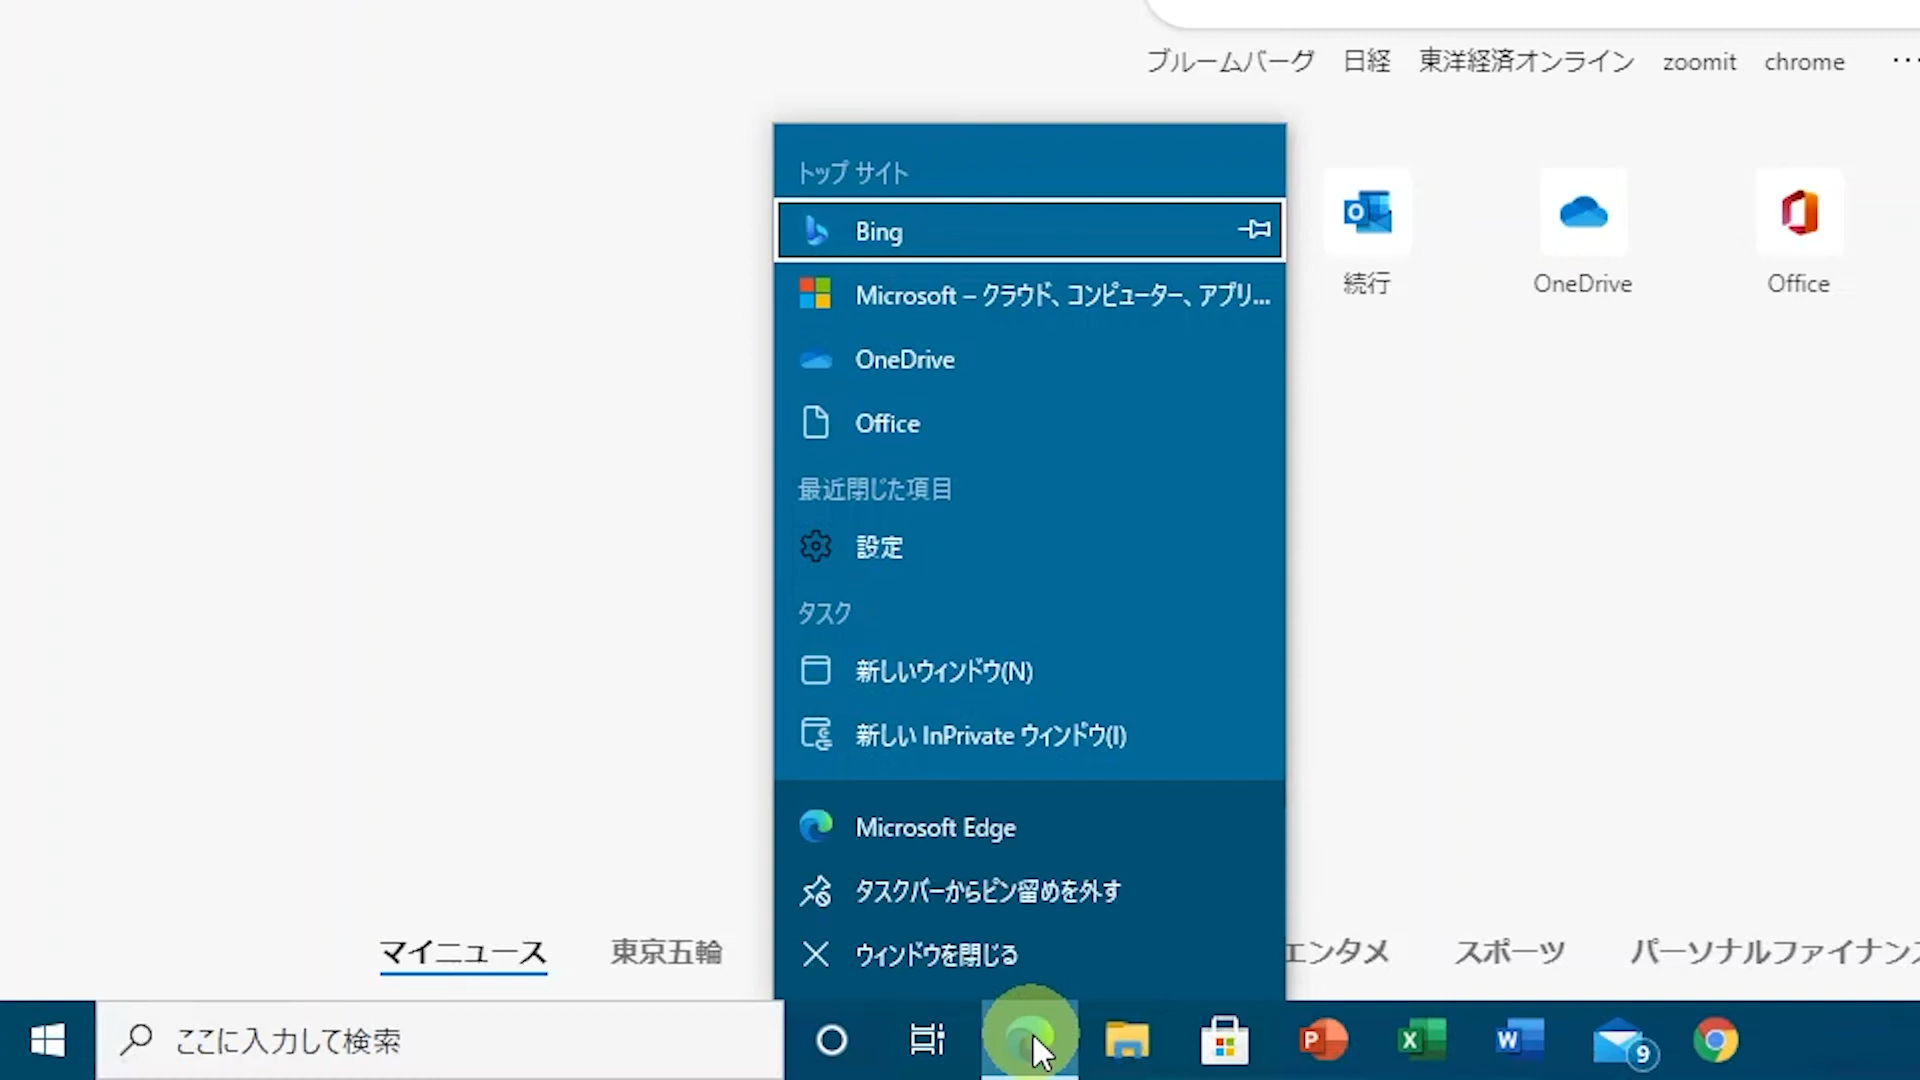 ブルームバーグ 日経 東洋経済オンライン zoomit chrome …
トップ サイト
Bing
Microsoft – クラウド、コンピューター、アプリ...
OneDrive
Office
最近閉じた項目
設定
タスク
新しいウィンドウ(N)
新しい InPrivate ウィンドウ(I)
Microsoft Edge
タスクバーからピン留めを外す
ウィンドウを閉じる
続行 OneDrive Office
マイニュース 東京五輪 エンタメ スポーツ パーソナルファイナンス
ここに入力して検索
9